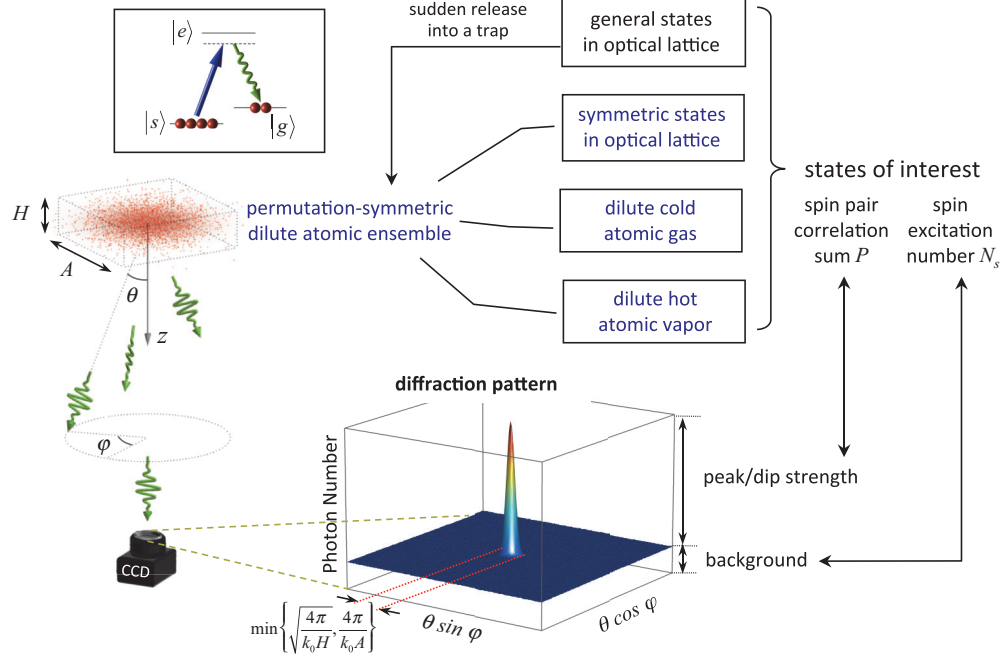 |e⟩
|s⟩
|g⟩
sudden release
into a trap
general states
in optical lattice
symmetric states
in optical lattice
dilute cold
atomic gas
dilute hot
atomic vapor
permutation-symmetric
dilute atomic ensemble
states of interest
spin pair
correlation
sum P
spin
excitation
number Nₛ
H
A
θ
z
φ
CCD
diffraction pattern
Photon Number
peak/dip strength
background
θ sin φ
θ cos φ
min{√(4π/k₀H), 4π/k₀A}